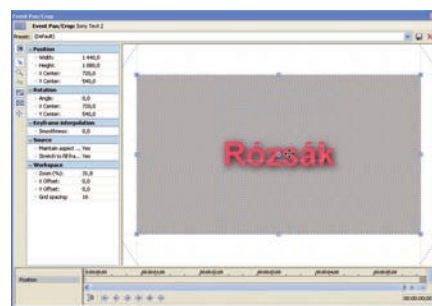 Event Pan/Crop
Event Pan/Crop: Sony Text 2
Preset: (Default)
Position
Width: 1 440,0
Height: 1 080,0
X Center: 720,0
Y Center: 540,0
Rotation
Angle: 0,0
X Center: 720,0
Y Center: 540,0
Keyframe interpolation
Smoothness: 0,0
Source
Maintain aspect ... Yes
Stretch to fill fra... Yes
Workspace
Zoom (%): 31,8
X Offset: 0,0
Y Offset: 0,0
Grid spacing: 16
Rózsák
Position